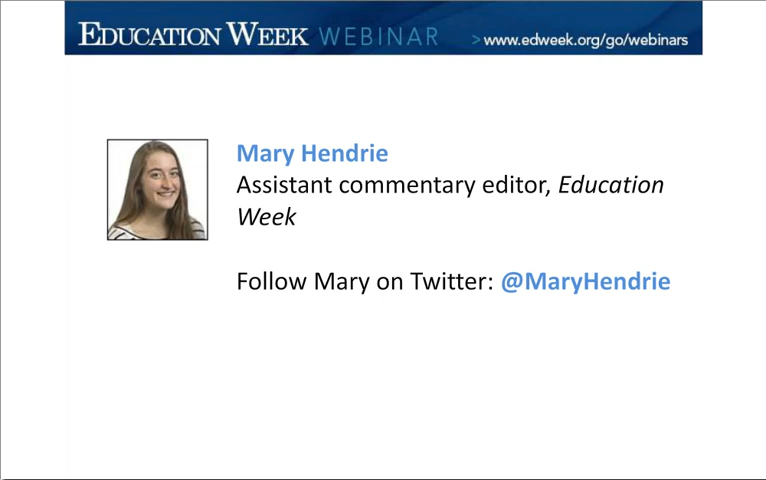 EDUCATION WEEK WEBINAR >www.edweek.org/go/webinars
Mary Hendrie
Assistant commentary editor, Education
Week
Follow Mary on Twitter: @MaryHendrie